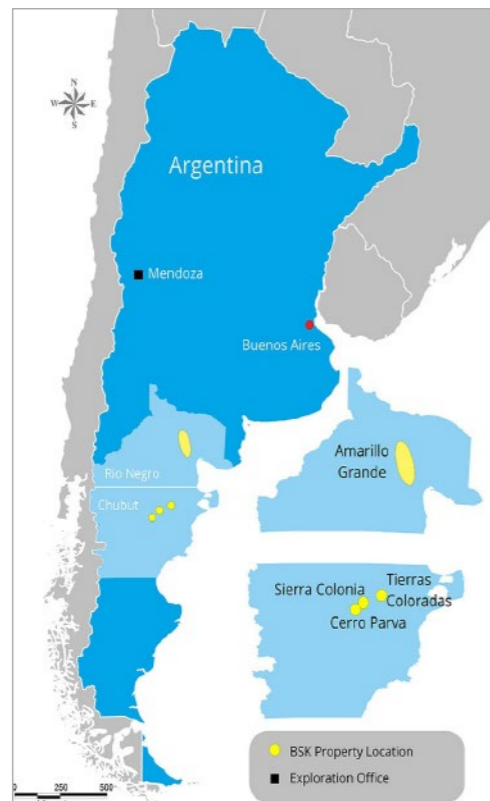 N
W E
S
Argentina
Mendoza
Buenos Aires
Rio Negro
Chubut
Amarillo
Grande
Sierra Colonia
Tierras
Coloradas
Cerro Parva
BSK Property Location
Exploration Office
0 250 500